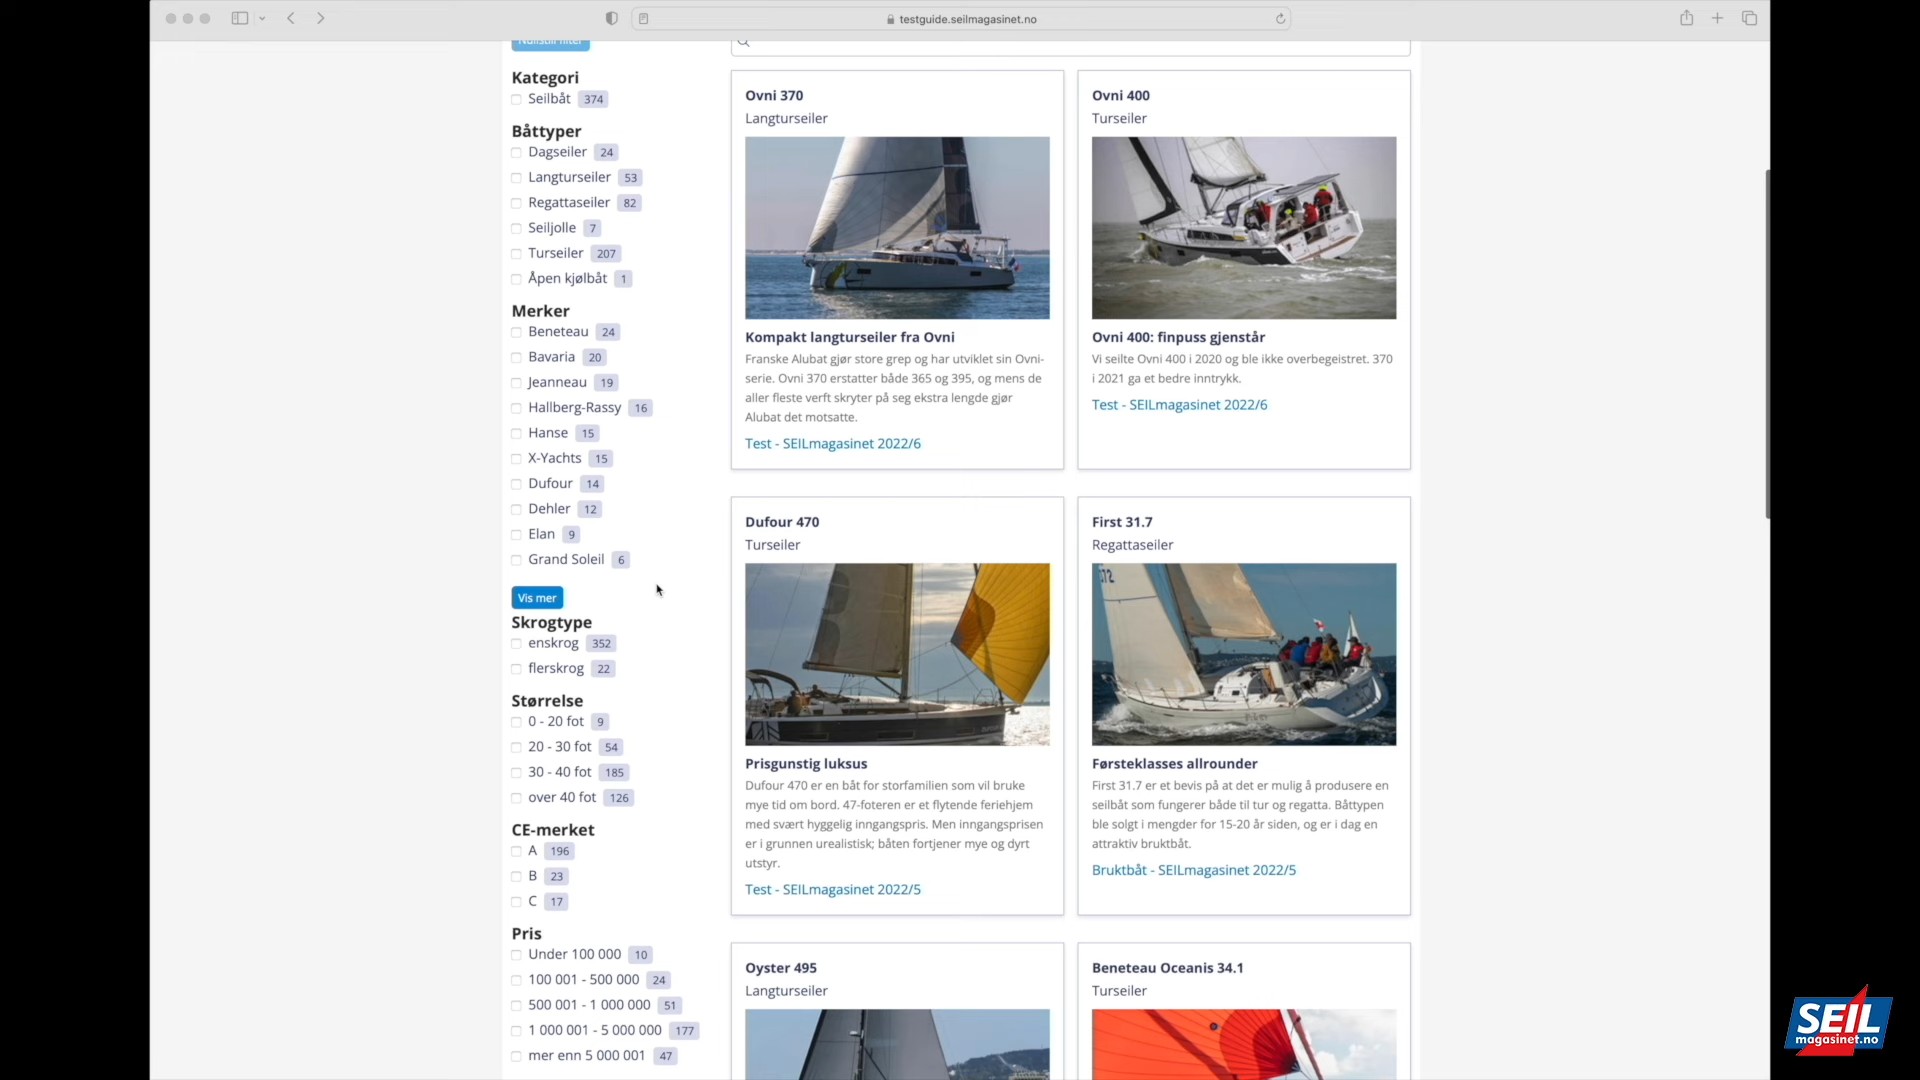 testguide.seilmagasinet.no
Nullstill filter
Kategori
Seilbåt 374
Båttyper
Dagseiler 24
Langturseiler 53
Regattaseiler 82
Seiljolle 7
Turseiler 207
Åpen kjølbåt 1
Merker
Beneteau 24
Bavaria 20
Jeanneau 19
Hallberg-Rassy 16
Hanse 15
X-Yachts 15
Dufour 14
Dehler 12
Elan 9
Grand Soleil 6
Vis mer
Skrogtype
enskrog 352
flerskrog 22
Størrelse
0 - 20 fot 9
20 - 30 fot 54
30 - 40 fot 185
over 40 fot 126
CE-merket
A 196
B 23
C 17
Pris
Under 100 000 10
100 001 - 500 000 24
500 001 - 1 000 000 51
1 000 001 - 5 000 000 177
mer enn 5 000 001 47
Ovni 370
Langturseiler
Kompakt langturseiler fra Ovni
Franske Alubat gjør store grep og har utviklet sin Ovni-
serie. Ovni 370 erstatter både 365 og 395, og mens de
aller fleste verft skryter på seg ekstra lengde gjør
Alubat det motsatte.
Test - SEILmagasinet 2022/6
Ovni 400
Turseiler
Ovni 400: finpuss gjenstår
Vi seilte Ovni 400 i 2020 og ble ikke overbegeistret. 370
i 2021 ga et bedre inntrykk.
Test - SEILmagasinet 2022/6
Dufour 470
Turseiler
Prisgunstig luksus
Dufour 470 er en båt for storfamilien som vil bruke
mye tid om bord. 47-foteren er et flytende feriehjem
med svært hyggelig inngangspris. Men inngangsprisen
er i grunnen urealistisk; båten fortjener mye og dyrt
utstyr.
Test - SEILmagasinet 2022/5
First 31.7
Regattaseiler
72
Førsteklasses allrounder
First 31.7 er et bevis på at det er mulig å produsere en
seilbåt som fungerer både til tur og regatta. Båttypen
ble solgt i mengder for 15-20 år siden, og er i dag en
attraktiv bruktbåt.
Bruktbåt - SEILmagasinet 2022/5
Oyster 495
Langturseiler
Beneteau Oceanis 34.1
Turseiler
SEIL
magasinet.no